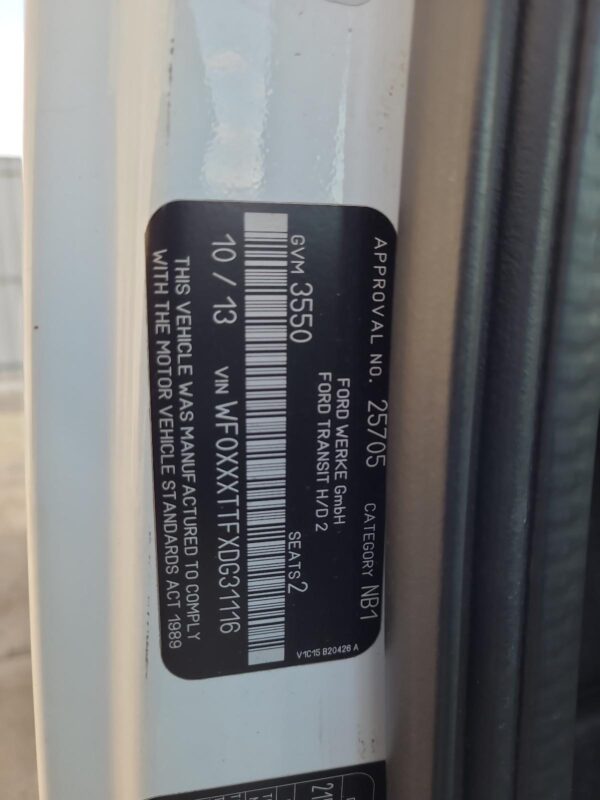 APPROVAL NO. 25705 CATEGORY NB1
FORD WERKE GmbH
FORD TRANSIT H/D 2
GVM 3550 SEATS 2
10 / 13 VIN WF0XXXTTFXDG31116
THIS VEHICLE WAS MANUFACTURED TO COMPLY
WITH THE MOTOR VEHICLE STANDARDS ACT 1989
V1C15 B20426 A